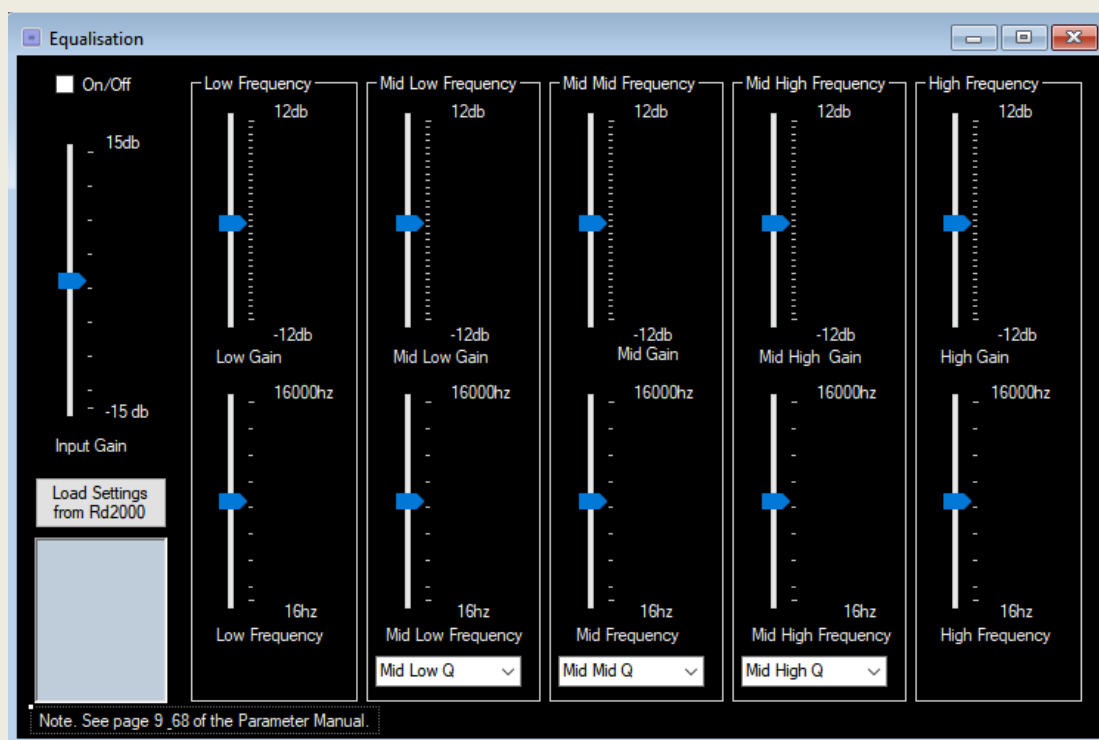 Equalisation
On/Off
15db
-15 db
Input Gain
Load Settings
from Rd2000
Low Frequency
12db
-12db
Low Gain
16000hz
16hz
Low Frequency
Mid Low Frequency
12db
-12db
Mid Low Gain
16000hz
16hz
Mid Low Frequency
Mid Low Q
Mid Mid Frequency
12db
-12db
Mid Gain
16000hz
16hz
Mid Frequency
Mid Mid Q
Mid High Frequency
12db
-12db
Mid High  Gain
16000hz
16hz
Mid High Frequency
Mid High Q
High Frequency
12db
-12db
High Gain
16000hz
16hz
High Frequency
Note. See page 9_68 of the Parameter Manual.